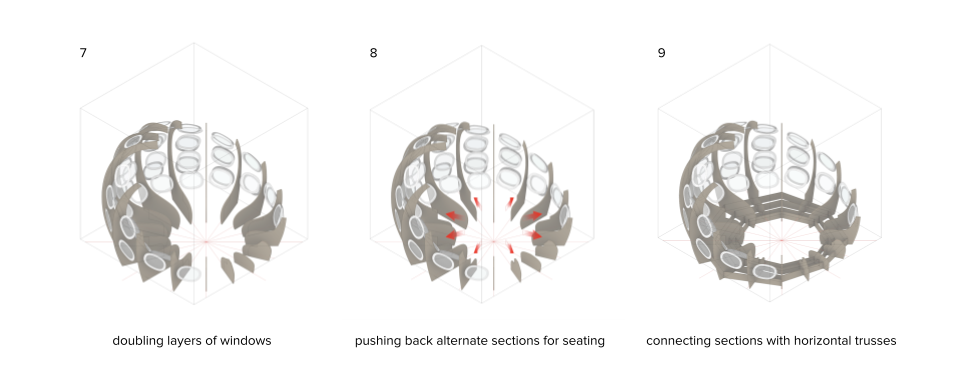 7
8
9
doubling layers of windows
pushing back alternate sections for seating
connecting sections with horizontal trusses